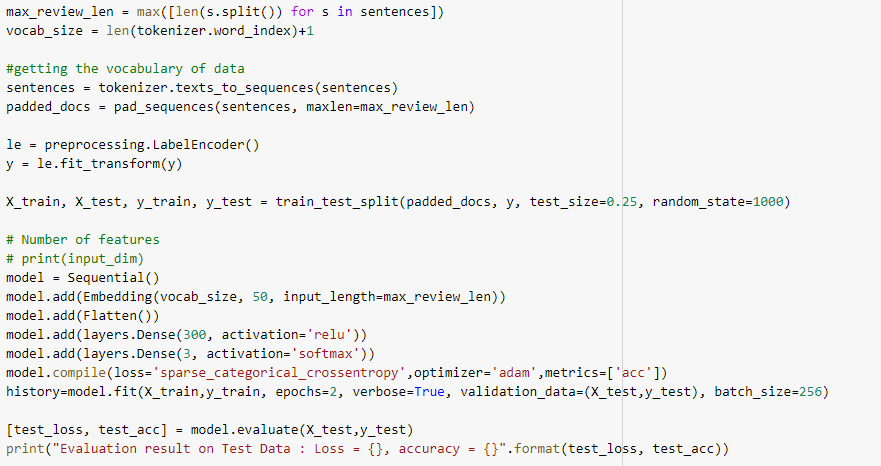 max_review_len = max([len(s.split()) for s in sentences])
vocab_size = len(tokenizer.word_index)+1
#getting the vocabulary of data
sentences = tokenizer.texts_to_sequences(sentences)
padded_docs = pad_sequences(sentences, maxlen=max_review_len)
le = preprocessing.LabelEncoder()
y = le.fit_transform(y)
X_train, X_test, y_train, y_test = train_test_split(padded_docs, y, test_size=0.25, random_state=1000)
# Number of features
# print(input_dim)
model = Sequential()
model.add(Embedding(vocab_size, 50, input_length=max_review_len))
model.add(Flatten())
model.add(layers.Dense(300, activation='relu'))
model.add(layers.Dense(3, activation='softmax'))
model.compile(loss='sparse_categorical_crossentropy',optimizer='adam',metrics=['acc'])
history=model.fit(X_train,y_train, epochs=2, verbose=True, validation_data=(X_test,y_test), batch_size=256)
[test_loss, test_acc] = model.evaluate(X_test,y_test)
print("Evaluation result on Test Data : Loss = {}, accuracy = {}".format(test_loss, test_acc))